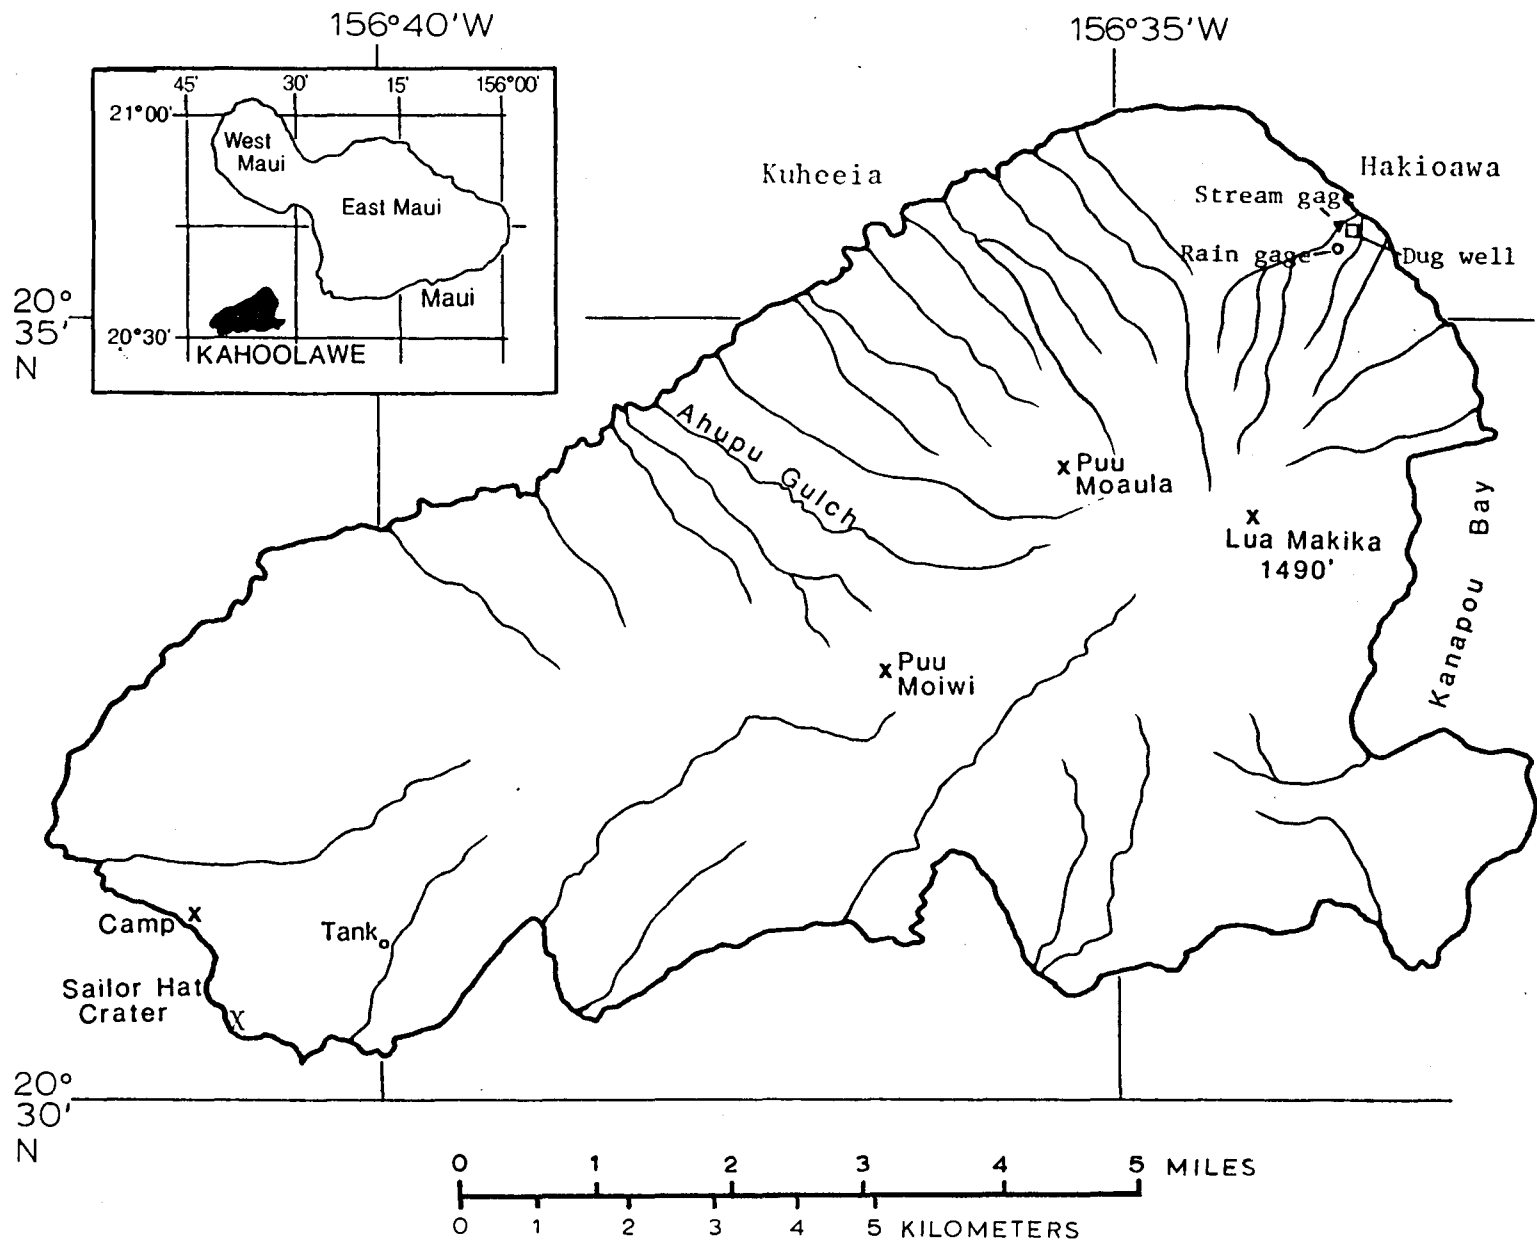 156°40'W
156°35'W
45'
30'
15'
156°00'
21°00'
West
Maui
East Maui
Maui
20°30'
KAHOOLAWE
Kuheeia
Hakioawa
Stream gage
Rain gage
Dug well
20°
35'
N
Ahupu Gulch
x Puu
Moaula
x
Lua Makika
1490'
Kanapou Bay
x Puu
Moiwi
Camp x
Tank
Sailor Hat
Crater
X
20°
30'
N
0 1 2 3 4 5 MILES
0 1 2 3 4 5 KILOMETERS